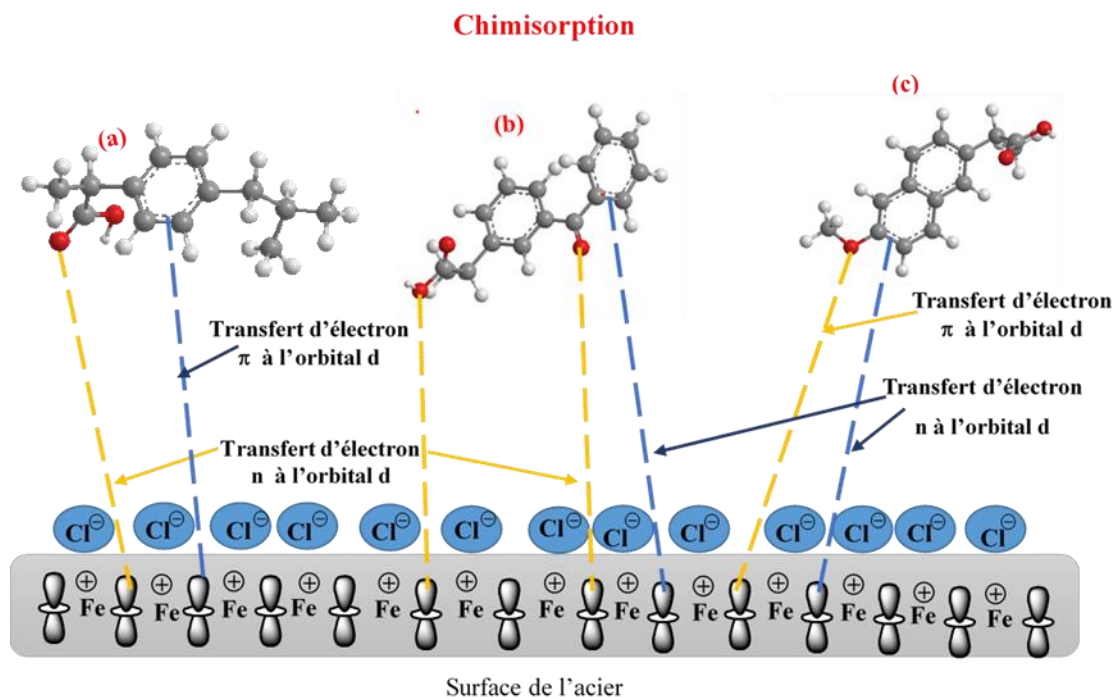 Chimisorption
(a)
(b)
(c)
Transfert d'électron
π à l'orbital d
Transfert d'électron
π à l'orbital d
Transfert d'électron
n à l'orbital d
Transfert d'électron
n à l'orbital d
Cl⊖ Cl⊖ Cl⊖ Cl⊖ Cl⊖ Cl⊖ Cl⊖ Cl⊖ Cl⊖ Cl⊖ Cl⊖ Cl⊖ Cl⊖
⊕ ⊕ ⊕ ⊕ ⊕ ⊕ ⊕ ⊕ ⊕ ⊕ ⊕ ⊕ ⊕
Fe Fe Fe Fe Fe Fe Fe Fe Fe Fe Fe Fe Fe
Surface de l'acier